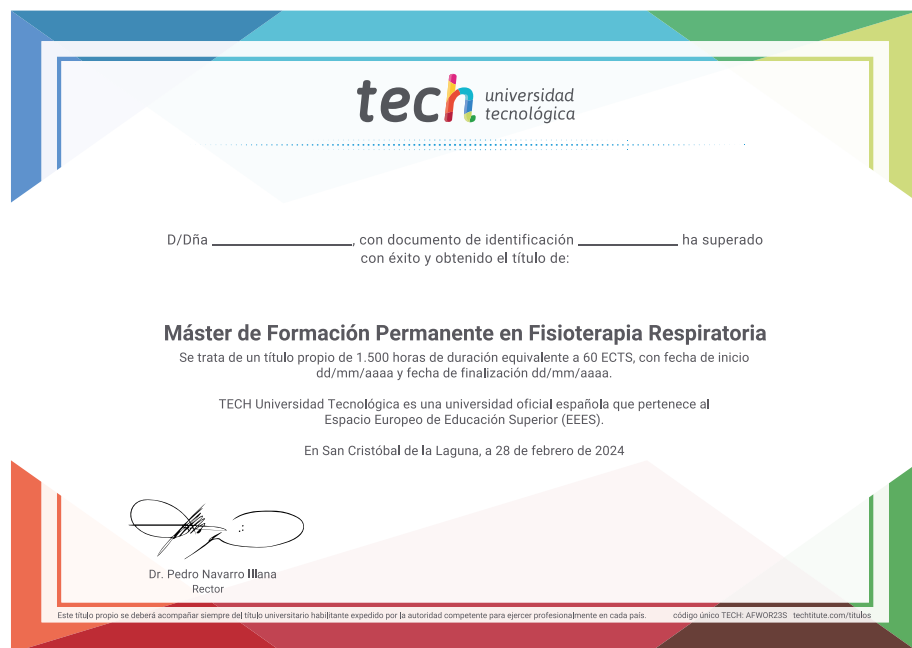 tech universidad
tecnológica
D/Dña ____________________, con documento de identificación ______________ ha superado
con éxito y obtenido el título de:
Máster de Formación Permanente en Fisioterapia Respiratoria
Se trata de un título propio de 1.500 horas de duración equivalente a 60 ECTS, con fecha de inicio
dd/mm/aaaa y fecha de finalización dd/mm/aaaa.
TECH Universidad Tecnológica es una universidad oficial española que pertenece al
Espacio Europeo de Educación Superior (EEES).
En San Cristóbal de la Laguna, a 28 de febrero de 2024
Dr. Pedro Navarro Illana
Rector
Este título propio se deberá acompañar siempre del título universitario habilitante expedido por la autoridad competente para ejercer profesionalmente en cada país. código único TECH: AFWOR23S techtitute.com/titulos